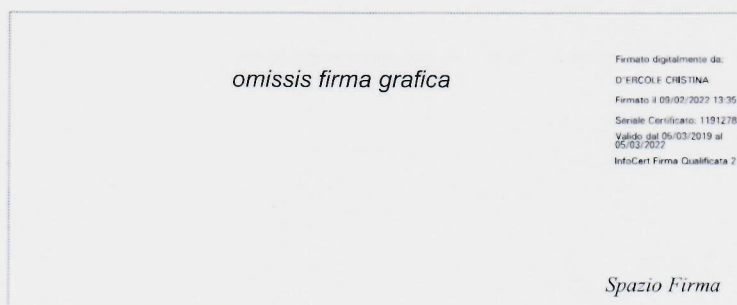 Firmato digitalmente da:
omissis firma grafica
D'ERCOLE CRISTINA
Firmato il 09/02/2022 13:35
Seriale Certificato: 1191278
Valido dal 06/03/2019 al
05/03/2022
InfoCert Firma Qualificata 2
Spazio Firma